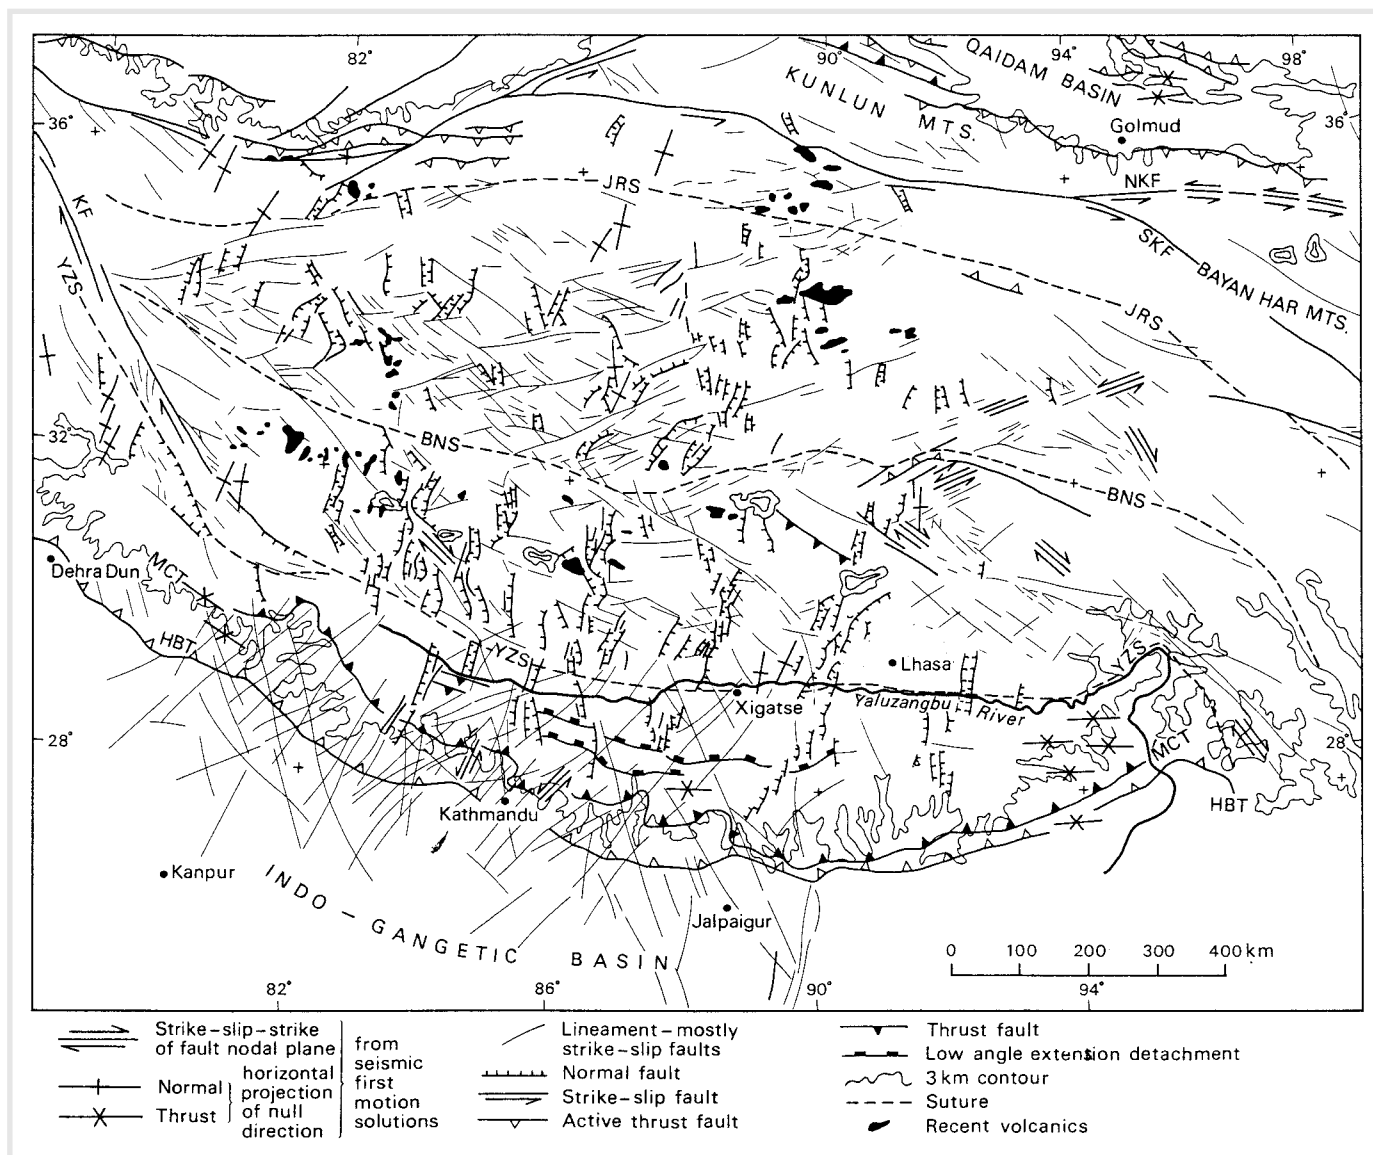 82°
90°
94°
98°
QAIDAM BASIN
KUNLUN MTS.
36°
36°
Golmud
JRS
NKF
KF
SKF
BAYAN HAR MTS.
YZS
JRS
32°
BNS
BNS
Dehra Dun
MCT
HBT
YZS
Lhasa
YZS
Xigatse
Yaluzangbu River
28°
MCT
28°
HBT
Kathmandu
Kanpur
INDO-GANGETIC BASIN
Jalpaigur
0 100 200 300 400 km
82°
86°
90°
94°
Strike-slip-strike
of fault nodal plane
Normal
Thrust
horizontal
projection
of null
direction
from
seismic
first
motion
solutions
Lineament-mostly
strike-slip faults
Normal fault
Strike-slip fault
Active thrust fault
Thrust fault
Low angle extension detachment
3 km contour
Suture
Recent volcanics